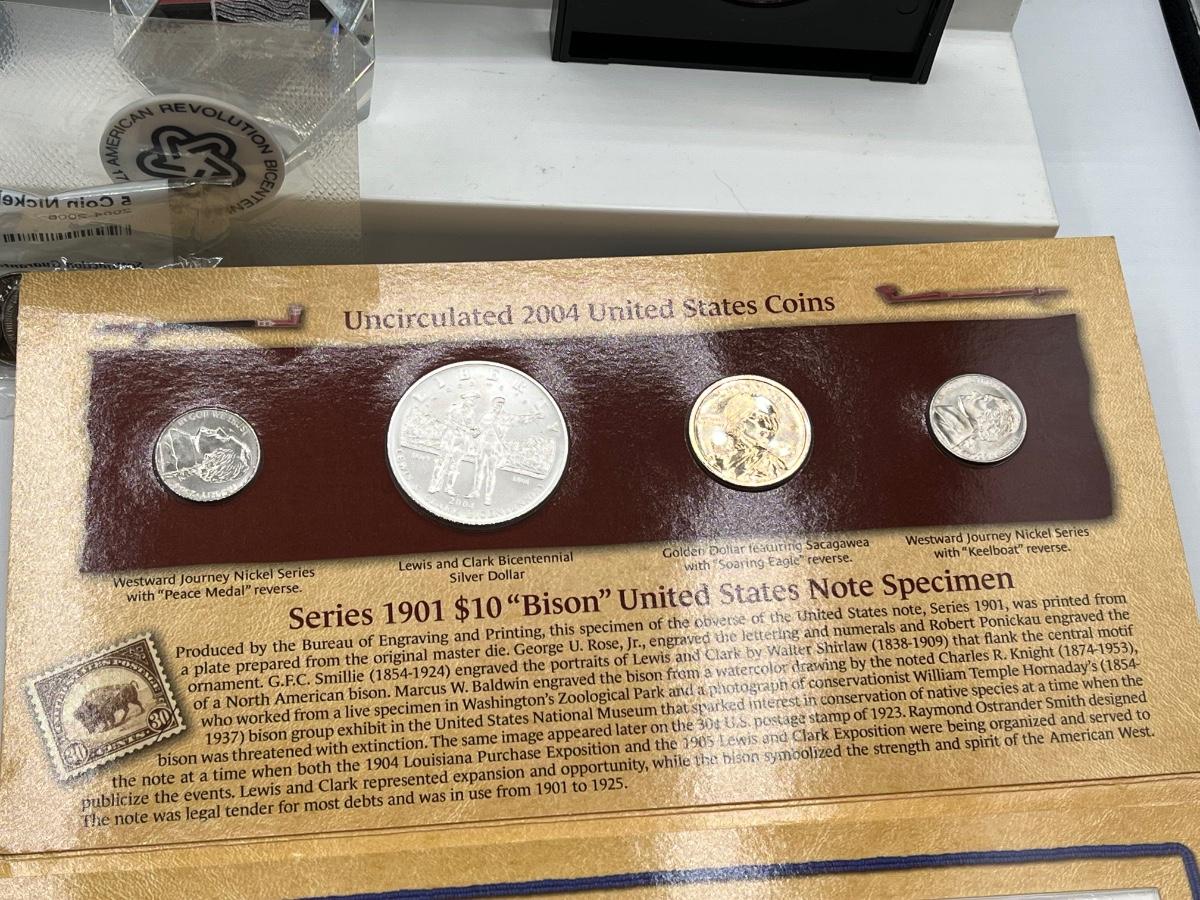 AMERICAN REVOLUTION BICENTEN
5 Coin Nickel
2004-2006
Uncirculated 2004 United States Coins
IN GOD WE TRUST
LIBERTY
2004
Westward Journey Nickel Series
with "Peace Medal" reverse.
Lewis and Clark Bicentennial
Silver Dollar
Golden Dollar featuring Sacagawea
with "Soaring Eagle" reverse.
Westward Journey Nickel Series
with "Keelboat" reverse.
Series 1901 $10 "Bison" United States Note Specimen
Produced by the Bureau of Engraving and Printing, this specimen of the obverse of the United States note, Series 1901, was printed from
a plate prepared from the original master die. George U. Rose, Jr., engraved the lettering and numerals and Robert Ponickau engraved the
ornament. G.F.C. Smillie (1854-1924) engraved the portraits of Lewis and Clark by Walter Shirlaw (1838-1909) that flank the central motif
of a North American bison. Marcus W. Baldwin engraved the bison from a watercolor drawing by the noted Charles R. Knight (1874-1953),
who worked from a live specimen in Washington's Zoological Park and a photograph of conservationist William Temple Hornaday's (1854-
1937) bison group exhibit in the United States National Museum that sparked interest in conservation of native species at a time when the
bison was threatened with extinction. The same image appeared later on the 30¢ U.S. postage stamp of 1923. Raymond Ostrander Smith designed
the note at a time when both the 1904 Louisiana Purchase Exposition and the 1905 Lewis and Clark Exposition were being organized and served to
publicize the events. Lewis and Clark represented expansion and opportunity, while the bison symbolized the strength and spirit of the American West.
The note was legal tender for most debts and was in use from 1901 to 1925.
30
30
CENTS